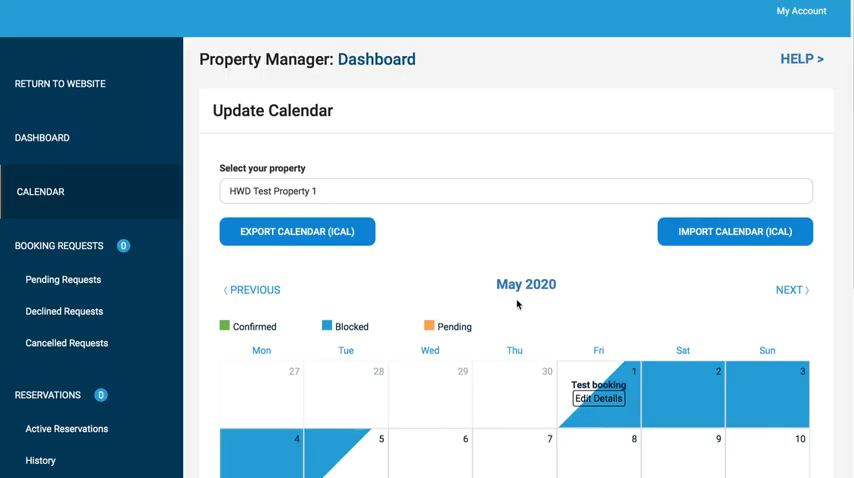 My Account
Property Manager: Dashboard
HELP >
RETURN TO WEBSITE
DASHBOARD
CALENDAR
BOOKING REQUESTS 0
Pending Requests
Declined Requests
Cancelled Requests
RESERVATIONS 0
Active Reservations
History
Update Calendar
Select your property
HWD Test Property 1
EXPORT CALENDAR (ICAL)
IMPORT CALENDAR (ICAL)
〈 PREVIOUS
May 2020
NEXT 〉
Confirmed Blocked Pending
Mon Tue Wed Thu Fri Sat Sun
27 28 29 30 1 2 3
Test booking
Edit Details
4 5 6 7 8 9 10